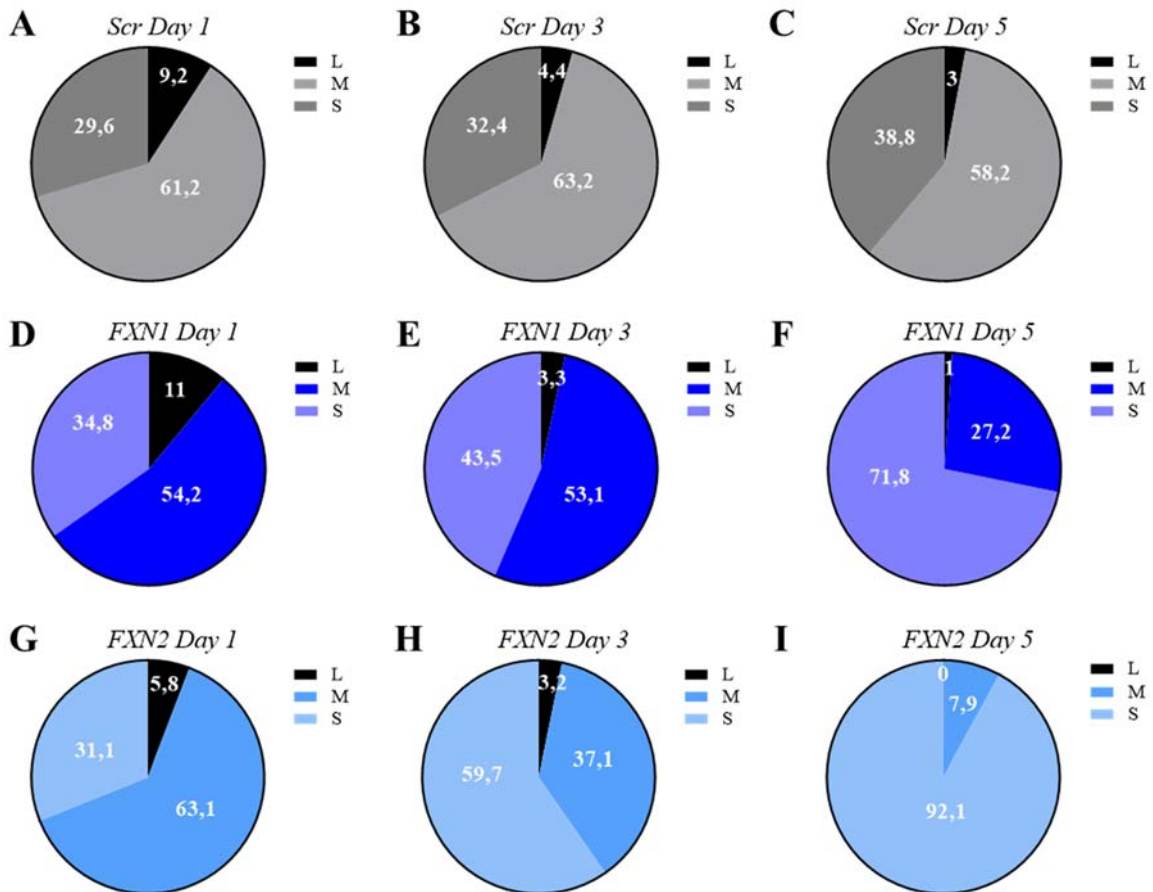 A
Scr Day 1
9,2
29,6
61,2
L
M
S
B
Scr Day 3
4,4
32,4
63,2
L
M
S
C
Scr Day 5
3
38,8
58,2
L
M
S
D
FXN1 Day 1
11
34,8
54,2
L
M
S
E
FXN1 Day 3
3,3
43,5
53,1
L
M
S
F
FXN1 Day 5
1
27,2
71,8
L
M
S
G
FXN2 Day 1
5,8
31,1
63,1
L
M
S
H
FXN2 Day 3
3,2
37,1
59,7
L
M
S
I
FXN2 Day 5
0
7,9
92,1
L
M
S